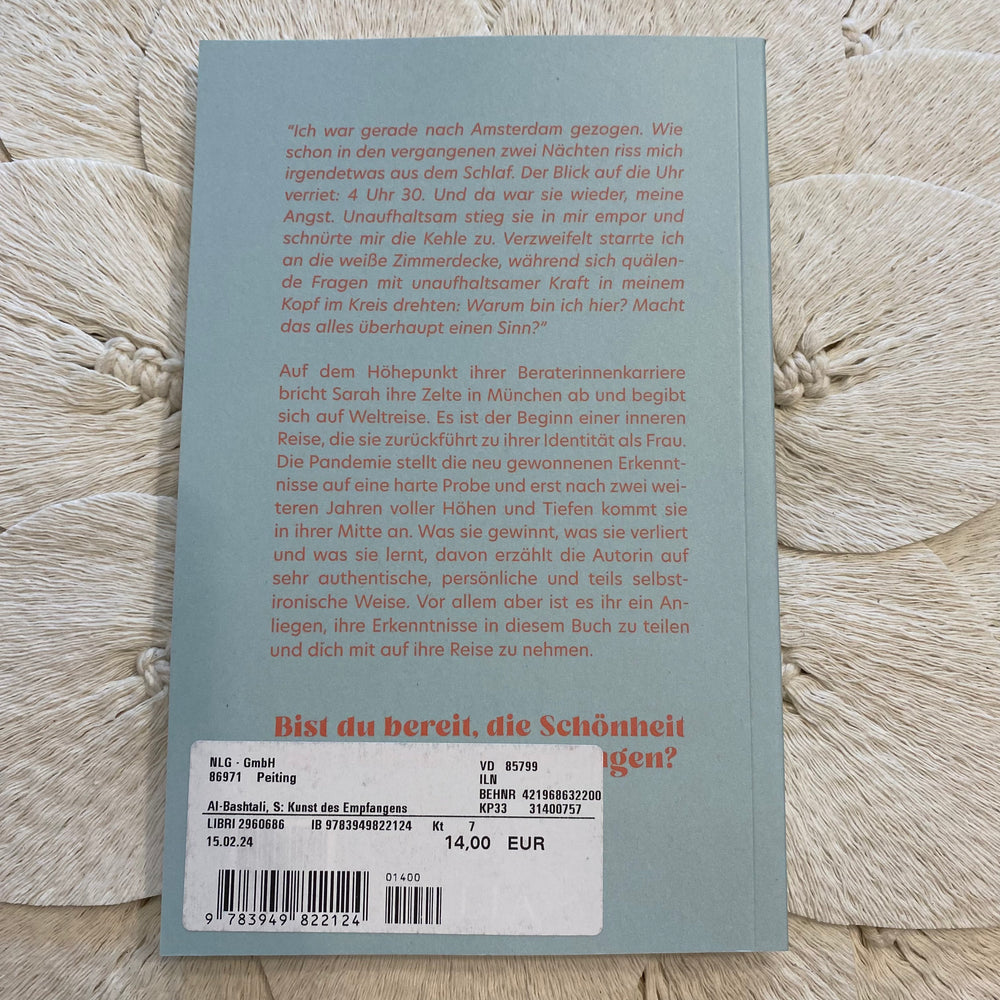 “Ich war gerade nach Amsterdam gezogen. Wie
schon in den vergangenen zwei Nächten riss mich
irgendetwas aus dem Schlaf. Der Blick auf die Uhr
verriet: 4 Uhr 30. Und da war sie wieder, meine
Angst. Unaufhaltsam stieg sie in mir empor und
schnürte mir die Kehle zu. Verzweifelt starrte ich
an die weiße Zimmerdecke, während sich quälen-
de Fragen mit unaufhaltsamer Kraft in meinem
Kopf im Kreis drehten: Warum bin ich hier? Macht
das alles überhaupt einen Sinn?”
Auf dem Höhepunkt ihrer Beraterinnenkarriere
bricht Sarah ihre Zelte in München ab und begibt
sich auf Weltreise. Es ist der Beginn einer inneren
Reise, die sie zurückführt zu ihrer Identität als Frau.
Die Pandemie stellt die neu gewonnenen Erkennt-
nisse auf eine harte Probe und erst nach zwei wei-
teren Jahren voller Höhen und Tiefen kommt sie
in ihrer Mitte an. Was sie gewinnt, was sie verliert
und was sie lernt, davon erzählt die Autorin auf
sehr authentische, persönliche und teils selbst-
ironische Weise. Vor allem aber ist es ihr ein An-
liegen, ihre Erkenntnisse in diesem Buch zu teilen
und dich mit auf ihre Reise zu nehmen.
Bist du bereit, die Schönheit
ngen?
NLG · GmbH
86971 Peiting
VD 85799
ILN
BEHNR 421968632200
Al-Bashtali, S: Kunst des Empfangens KP33 31400757
LIBRI 2960686 IB 9783949822124 Kt 7
15.02.24 14,00 EUR
01400
9 783949 822124